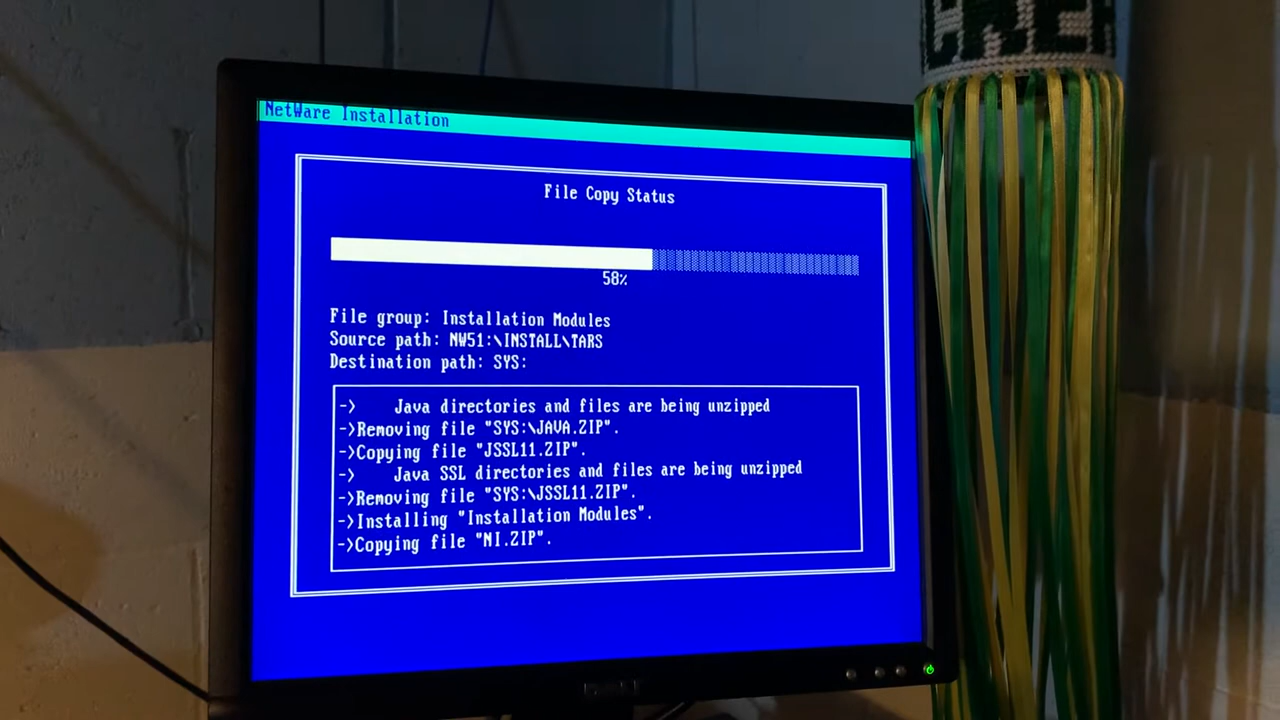 NetWare Installation
File Copy Status
58%
File group: Installation Modules
Source path: NW51:\INSTALL\TARS
Destination path: SYS:
->    Java directories and files are being unzipped
->Removing file "SYS:\JAVA.ZIP".
->Copying file "JSSL11.ZIP".
->    Java SSL directories and files are being unzipped
->Removing file "SYS:\JSSL11.ZIP".
->Installing "Installation Modules".
->Copying file "NI.ZIP".